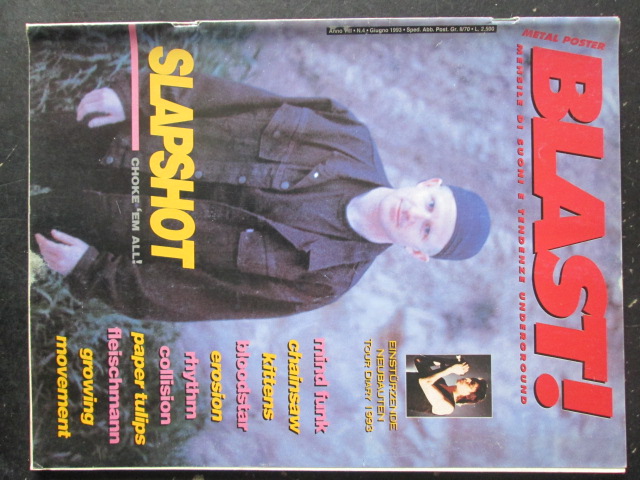 Anno VIII • N.4 • Giugno 1993 • Sped. Abb. Post. Gr. 8/70 • L. 2.500
METAL POSTER
BLAST!
MENSILE DI SUONI E TENDENZE UNDERGROUND
SLAPSHOT
CHOKE 'EM ALL!
EINSTÜRZENDE
NEUBAUTEN
TOUR DIARY 1993
mind funk
chainsaw
kittens
bloodstar
erosion
rhythm
collision
paper tulips
fleischmann
growing
movement